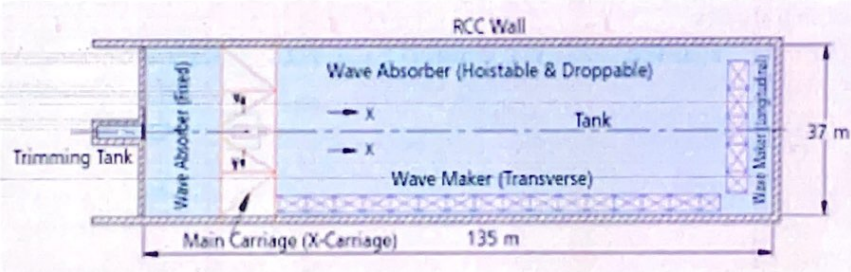 RCC Wall
Wave Absorber (Hoistable & Droppable)
Wave Absorber (Fixed)
X
Tank
X
Wave Maker (Longitudinal)
37 m
Trimming Tank
Wave Maker (Transverse)
Main Carriage (X-Carriage)
135 m